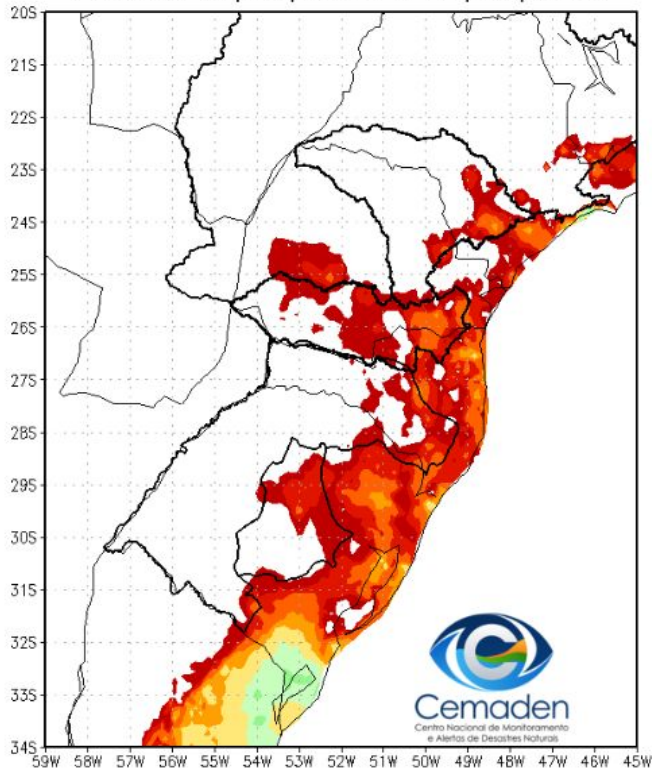 20S
21S
22S
23S
24S
25S
26S
27S
28S
29S
30S
31S
32S
33S
34S
59W 58W 57W 56W 55W 54W 53W 52W 51W 50W 49W 48W 47W 46W 45W
Cemaden
Centro Nacional de Monitoramento
e Alertas de Desastres Naturais